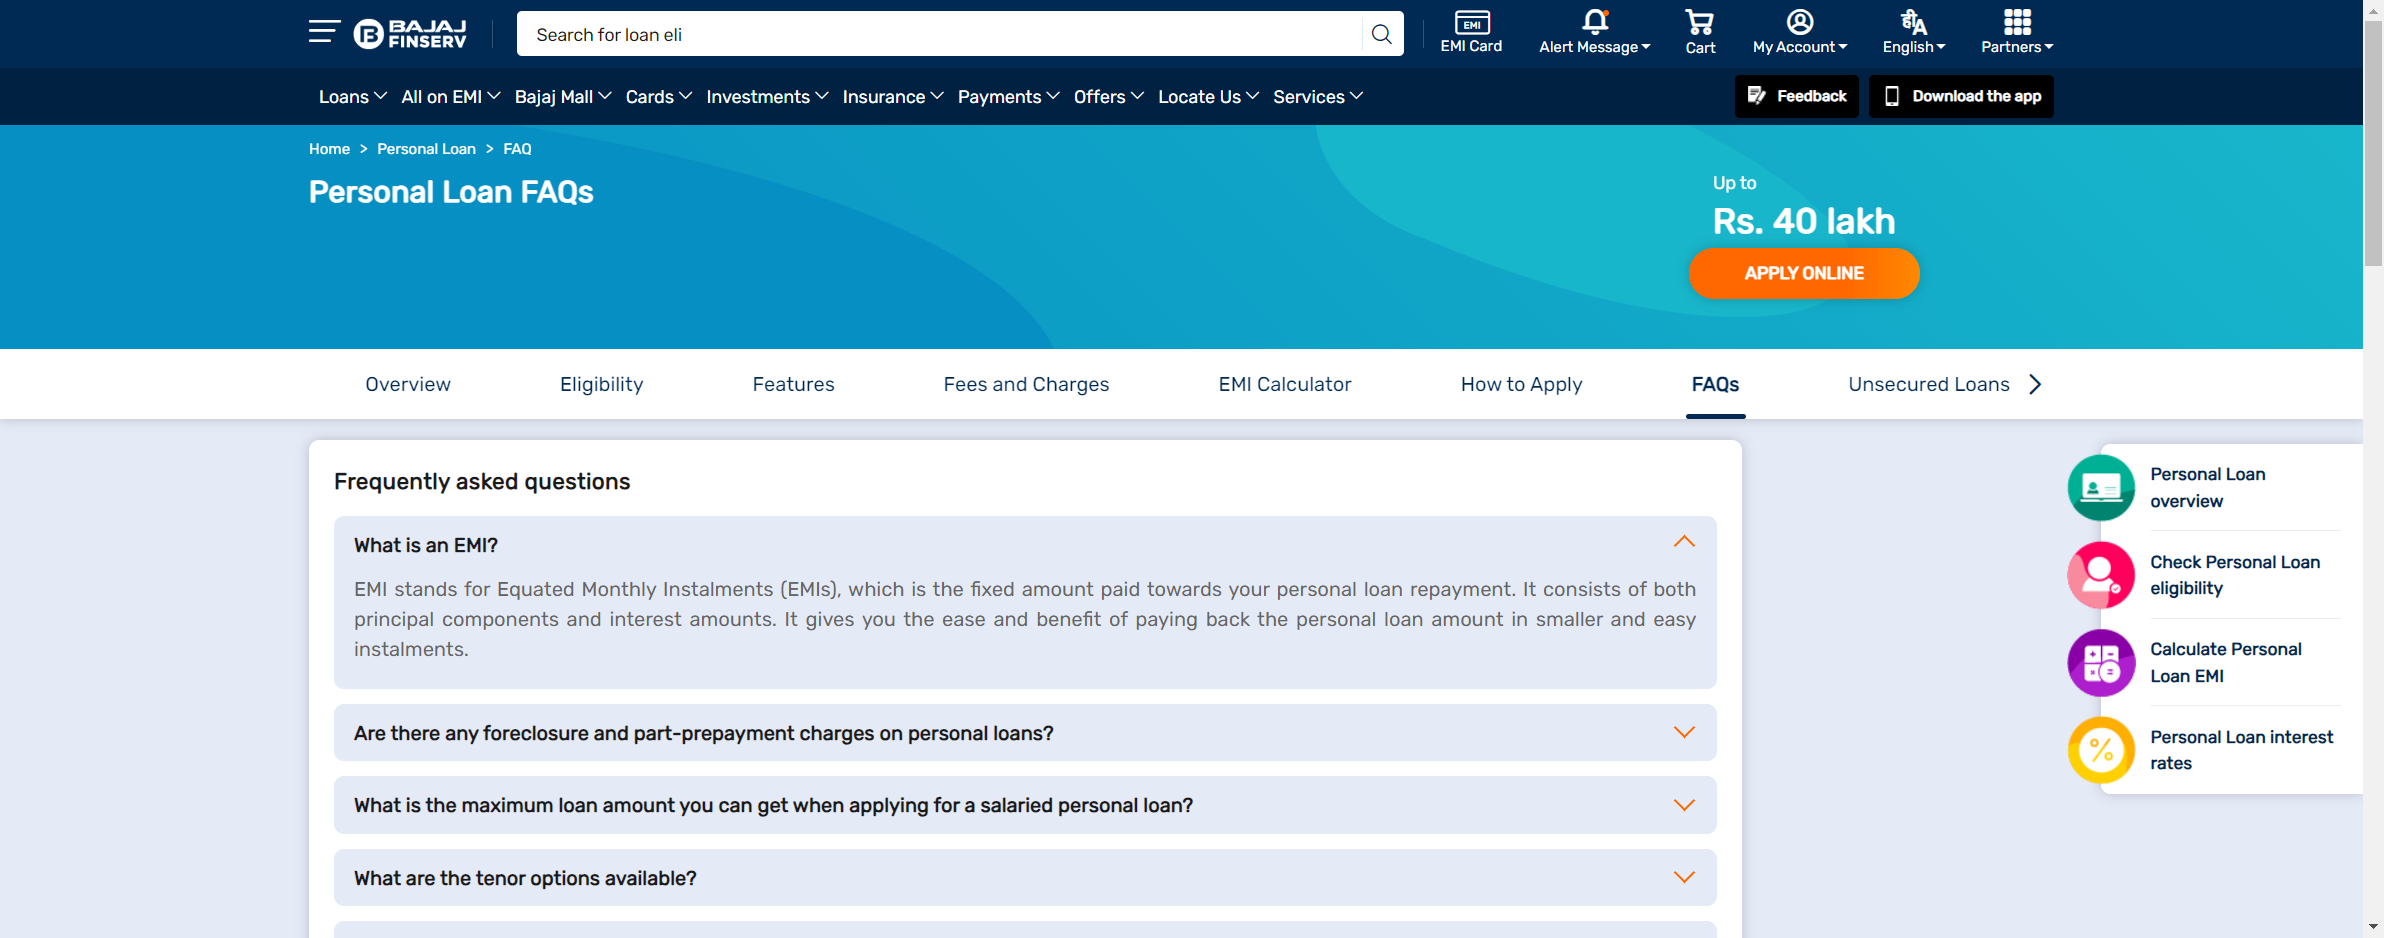 BAJAJ
FINSERV
Search for loan eli
EMI
EMI Card
Alert Message
Cart
My Account
हीA
English
Partners
Loans
All on EMI
Bajaj Mall
Cards
Investments
Insurance
Payments
Offers
Locate Us
Services
Feedback
Download the app
Home > Personal Loan > FAQ
Personal Loan FAQs
Up to
Rs. 40 lakh
APPLY ONLINE
Overview
Eligibility
Features
Fees and Charges
EMI Calculator
How to Apply
FAQs
Unsecured Loans
Frequently asked questions
What is an EMI?
EMI stands for Equated Monthly Instalments (EMIs), which is the fixed amount paid towards your personal loan repayment. It consists of both
principal components and interest amounts. It gives you the ease and benefit of paying back the personal loan amount in smaller and easy
instalments.
Are there any foreclosure and part-prepayment charges on personal loans?
What is the maximum loan amount you can get when applying for a salaried personal loan?
What are the tenor options available?
Personal Loan
overview
Check Personal Loan
eligibility
Calculate Personal
Loan EMI
%
Personal Loan interest
rates